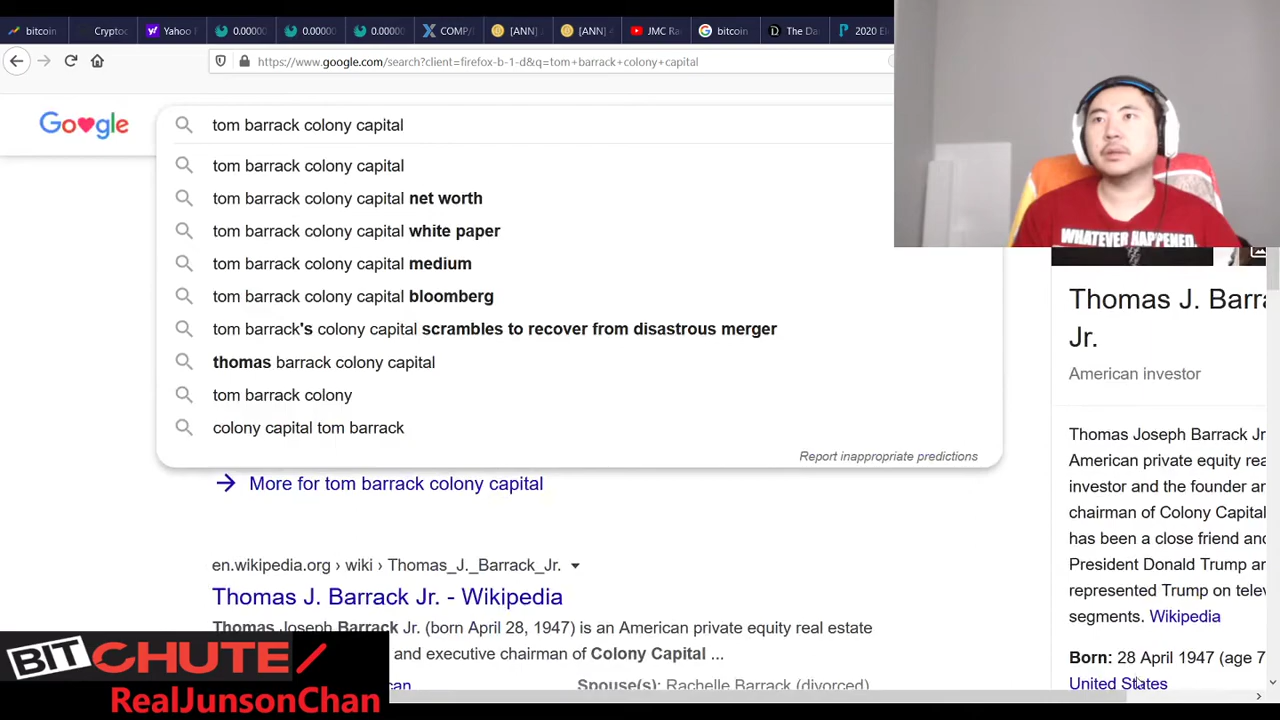 bitcoin
Cryptoc
Yahoo
0.00000
0.00000
0.00000
COMP/
[ANN]
[ANN]
JMC Ra
bitcoin
The Da
2020 El
https://www.google.com/search?client=firefox-b-1-d&q=tom+barrack+colony+capital
Go gle
tom barrack colony capital
tom barrack colony capital
tom barrack colony capital net worth
tom barrack colony capital white paper
tom barrack colony capital medium
tom barrack colony capital bloomberg
tom barrack's colony capital scrambles to recover from disastrous merger
thomas barrack colony capital
tom barrack colony
colony capital tom barrack
Report inappropriate predictions
More for tom barrack colony capital
en.wikipedia.org › wiki › Thomas_J._Barrack_Jr.
Thomas J. Barrack Jr. - Wikipedia
Thomas Joseph Barrack Jr. (born April 28, 1947) is an American private equity real estate
and executive chairman of Colony Capital ...
Spouse(s): Rachelle Barrack (divorced)
WHATEVER HAPPENED,
Thomas J. Barra
Jr.
American investor
Thomas Joseph Barrack Jr
American private equity rea
investor and the founder an
chairman of Colony Capital
has been a close friend and
President Donald Trump an
represented Trump on telev
segments. Wikipedia
Born: 28 April 1947 (age 7
United States
BITCHUTE/
RealJunsonChan